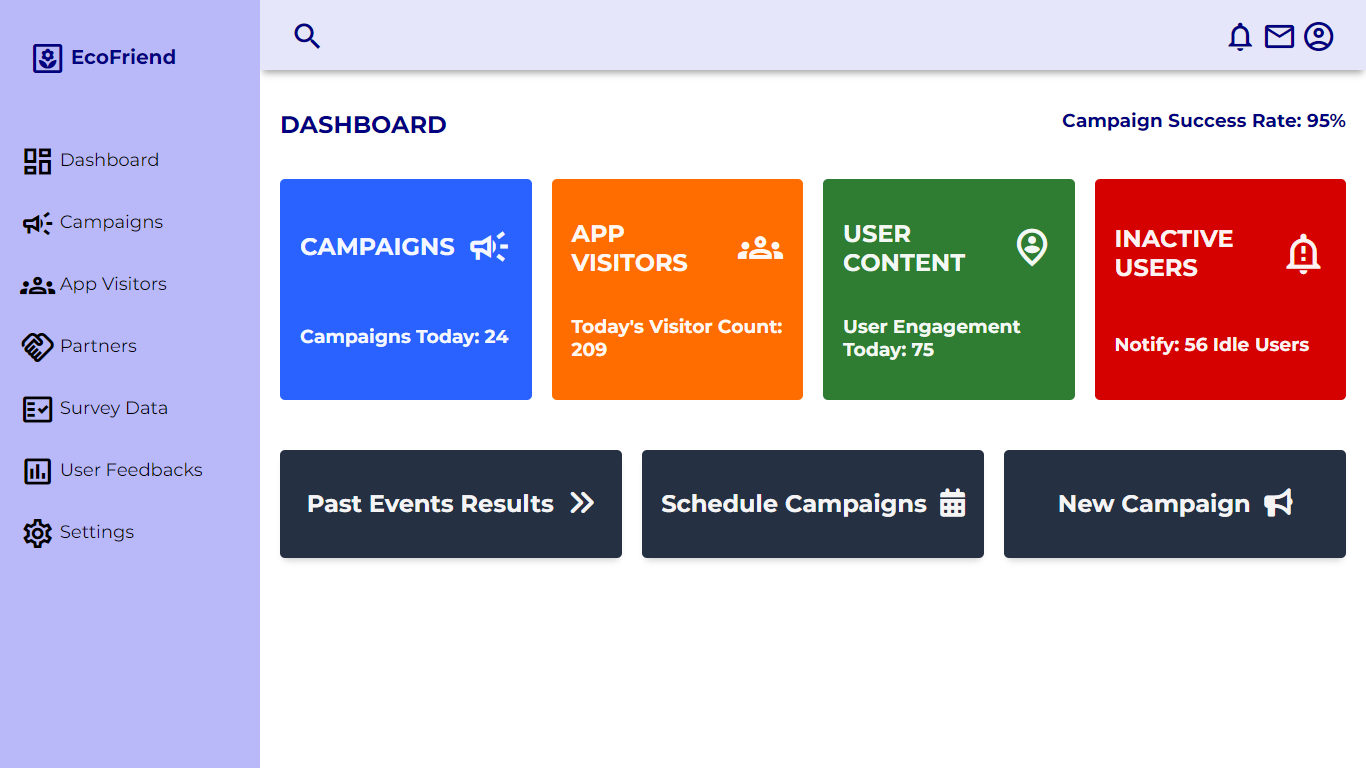 EcoFriend
Dashboard
Campaigns
App Visitors
Partners
Survey Data
User Feedbacks
Settings
DASHBOARD
Campaign Success Rate: 95%
CAMPAIGNS
Campaigns Today: 24
APP
VISITORS
Today's Visitor Count:
209
USER
CONTENT
User Engagement
Today: 75
INACTIVE
USERS
Notify: 56 Idle Users
Past Events Results
Schedule Campaigns
New Campaign